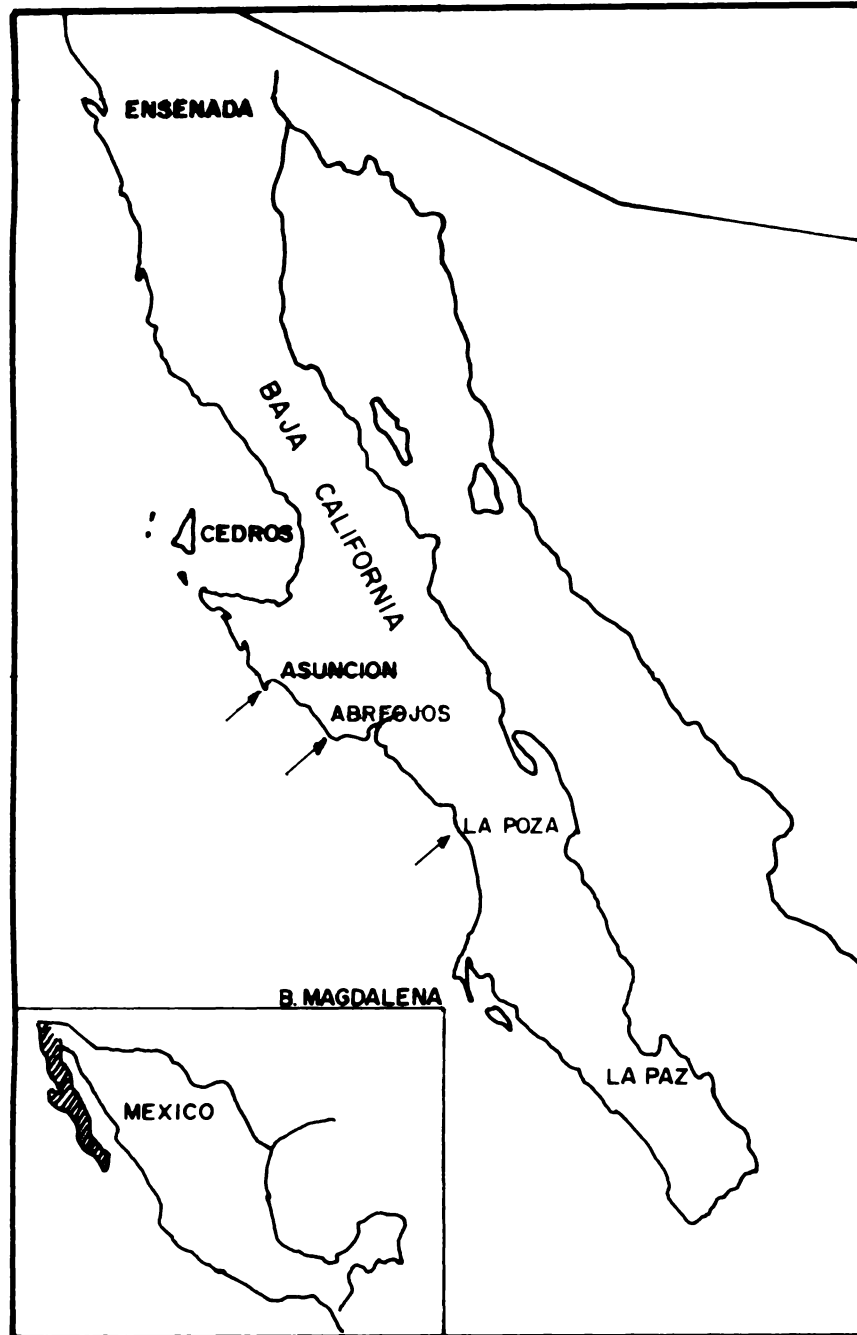 ENSENADA
BAJA CALIFORNIA
CEDROS
ASUNCION
ABREOJOS
LA POZA
B. MAGDALENA
LA PAZ
MEXICO